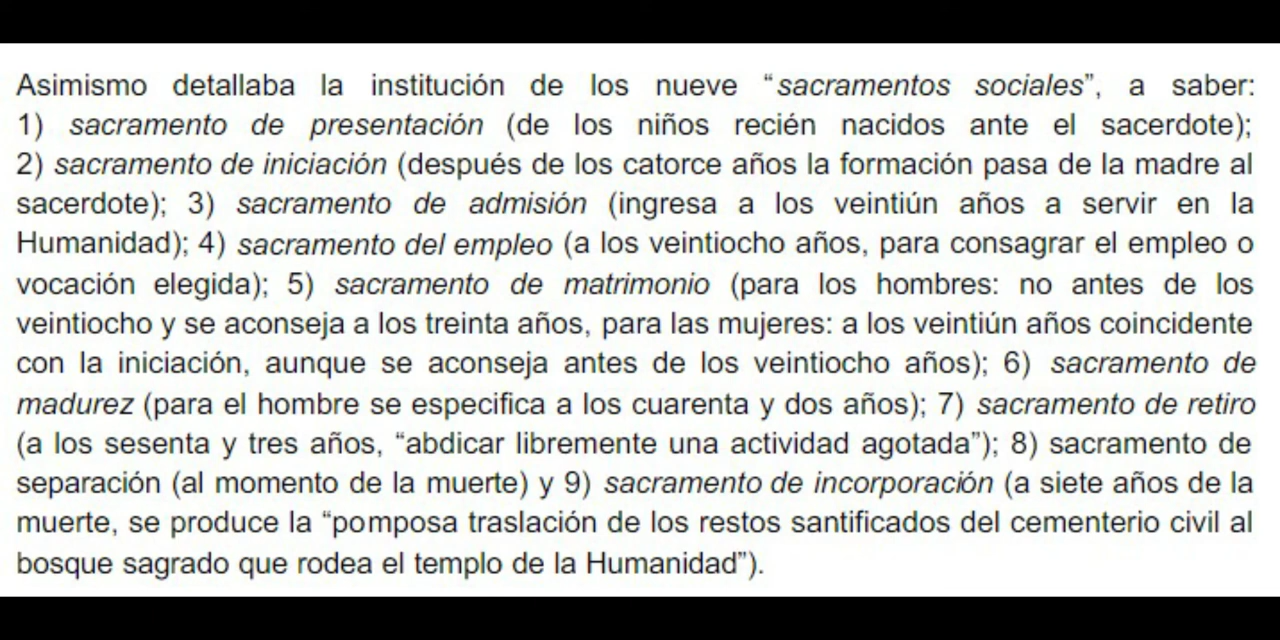 Asimismo detallaba la institución de los nueve “sacramentos sociales”, a saber:
1) sacramento de presentación (de los niños recién nacidos ante el sacerdote);
2) sacramento de iniciación (después de los catorce años la formación pasa de la madre al
sacerdote); 3) sacramento de admisión (ingresa a los veintiún años a servir en la
Humanidad); 4) sacramento del empleo (a los veintiocho años, para consagrar el empleo o
vocación elegida); 5) sacramento de matrimonio (para los hombres: no antes de los
veintiocho y se aconseja a los treinta años, para las mujeres: a los veintiún años coincidente
con la iniciación, aunque se aconseja antes de los veintiocho años); 6) sacramento de
madurez (para el hombre se especifica a los cuarenta y dos años); 7) sacramento de retiro
(a los sesenta y tres años, “abdicar libremente una actividad agotada”); 8) sacramento de
separación (al momento de la muerte) y 9) sacramento de incorporación (a siete años de la
muerte, se produce la “pomposa traslación de los restos santificados del cementerio civil al
bosque sagrado que rodea el templo de la Humanidad”).